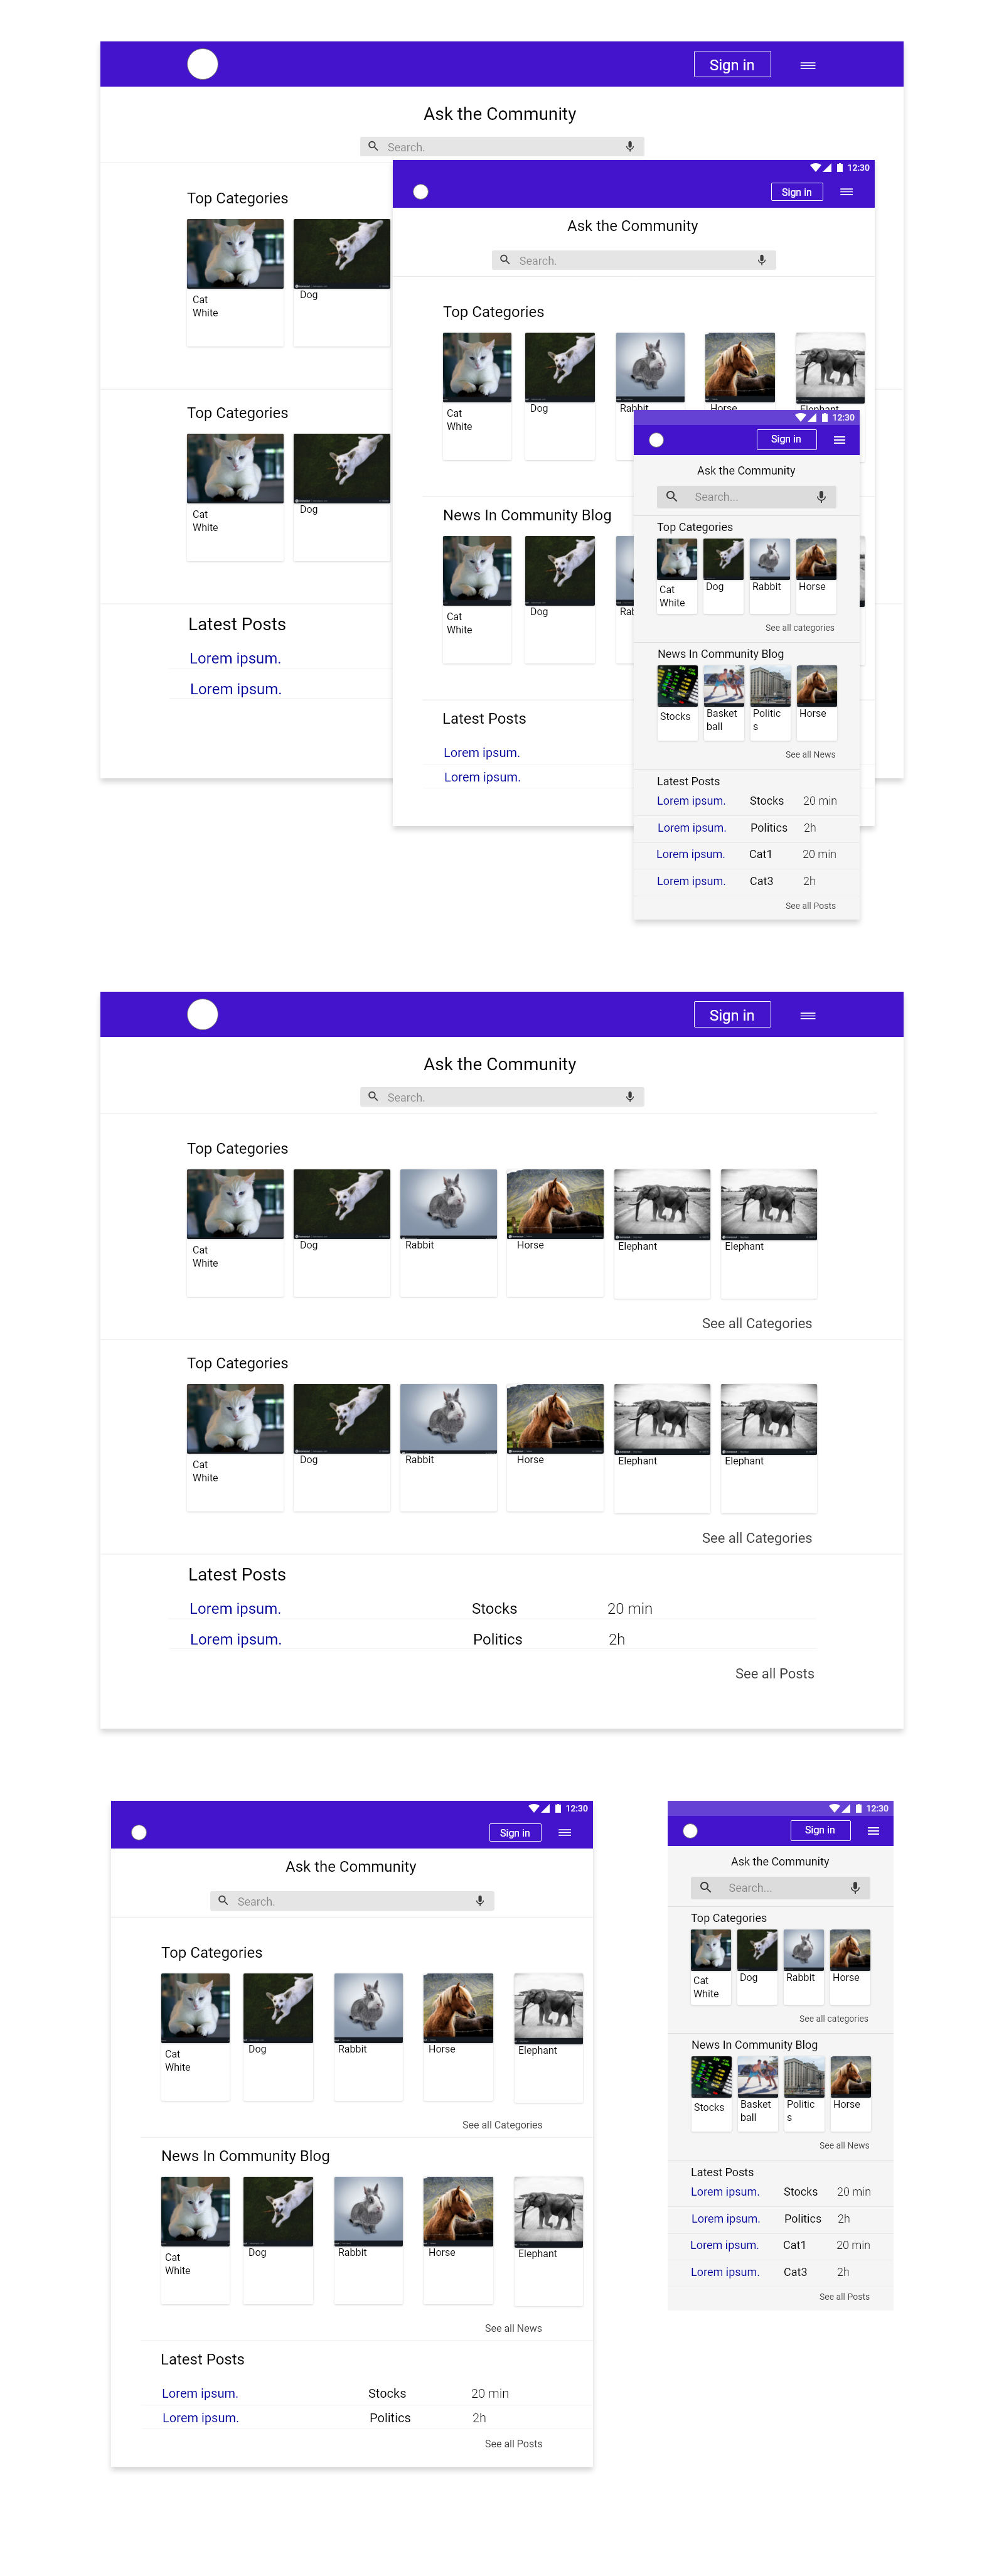 Sign in
Ask the Community
Search.
Top Categories
Cat
White
Dog
Top Categories
Cat
White
Dog
Latest Posts
Lorem ipsum.
Lorem ipsum.
12:30
Sign in
Ask the Community
Search.
Top Categories
Cat
White
Dog
Rabbit
Horse
Elephant
News In Community Blog
Cat
White
Dog
Latest Posts
Lorem ipsum.
Lorem ipsum.
12:30
Sign in
Ask the Community
Search...
Top Categories
Cat
White
Dog
Rabbit
Horse
See all categories
News In Community Blog
Stocks
Basket
ball
Politic
s
Horse
See all News
Latest Posts
Lorem ipsum. Stocks 20 min
Lorem ipsum. Politics 2h
Lorem ipsum. Cat1 20 min
Lorem ipsum. Cat3 2h
See all Posts
Sign in
Ask the Community
Search.
Top Categories
Cat
White
Dog
Rabbit
Horse
Elephant
Elephant
See all Categories
Top Categories
Cat
White
Dog
Rabbit
Horse
Elephant
Elephant
See all Categories
Latest Posts
Lorem ipsum. Stocks 20 min
Lorem ipsum. Politics 2h
See all Posts
12:30
Sign in
Ask the Community
Search.
Top Categories
Cat
White
Dog
Rabbit
Horse
Elephant
See all Categories
News In Community Blog
Cat
White
Dog
Rabbit
Horse
Elephant
See all News
Latest Posts
Lorem ipsum. Stocks 20 min
Lorem ipsum. Politics 2h
See all Posts
12:30
Sign in
Ask the Community
Search...
Top Categories
Cat
White
Dog
Rabbit
Horse
See all categories
News In Community Blog
Stocks
Basket
ball
Politic
s
Horse
See all News
Latest Posts
Lorem ipsum. Stocks 20 min
Lorem ipsum. Politics 2h
Lorem ipsum. Cat1 20 min
Lorem ipsum. Cat3 2h
See all Posts